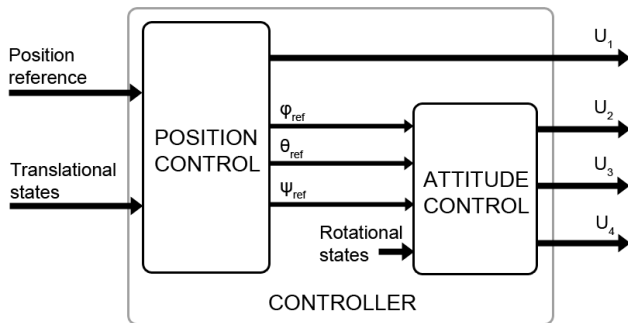 Position
reference
Translational
states
POSITION
CONTROL
U₁
φref
θref
ψref
Rotational
states
ATTITUDE
CONTROL
U₂
U₃
U₄
CONTROLLER